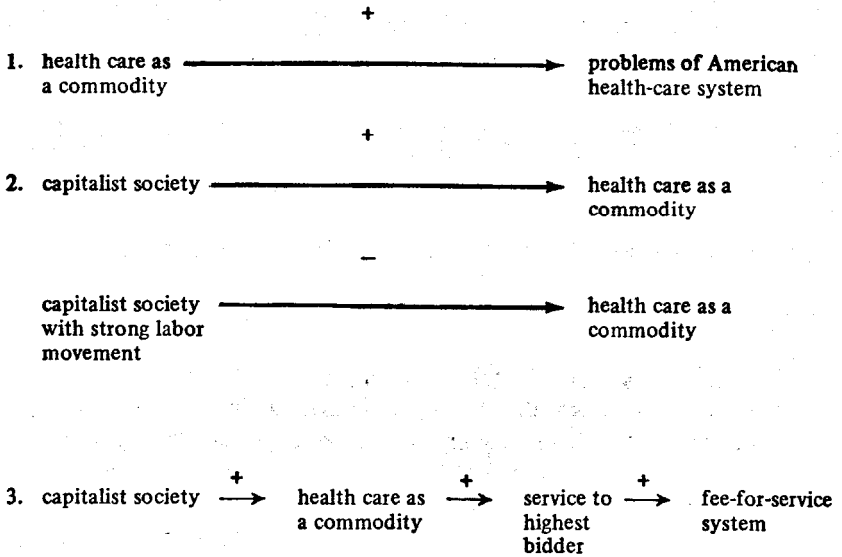 +
1. health care as problems of American
a commodity health-care system
+
2. capitalist society health care as a
commodity
−
capitalist society health care as a
with strong labor commodity
movement
+ + +
3. capitalist society health care as service to fee-for-service
a commodity highest system
bidder